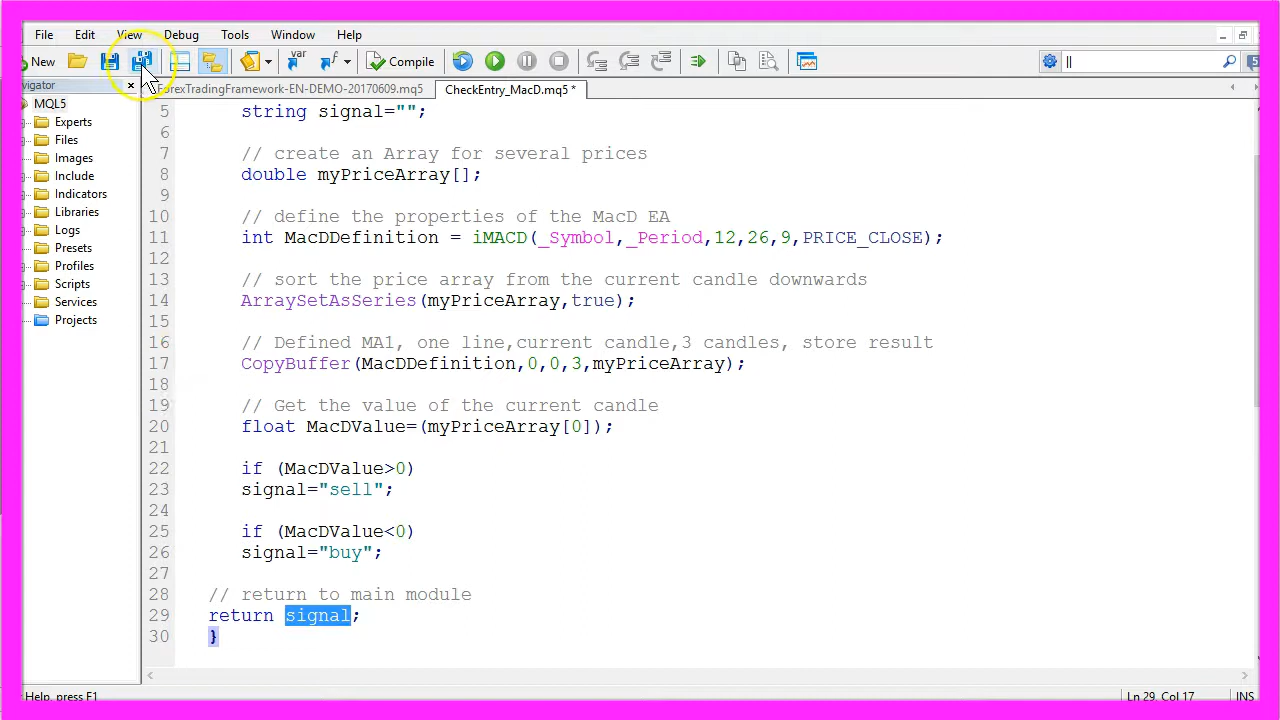 File Edit View Debug Tools Window Help
New Compile || 5
vigator ForexTradingFramework-EN-DEMO-20170609.mq5 CheckEntry_MacD.mq5 *
MQL5
Experts
Files
Images
Include
Indicators
Libraries
Logs
Presets
Profiles
Scripts
Services
Projects
5 string signal="";
6
7 // create an Array for several prices
8 double myPriceArray[];
9
10 // define the properties of the MacD EA
11 int MacDDefinition = iMACD(_Symbol,_Period,12,26,9,PRICE_CLOSE);
12
13 // sort the price array from the current candle downwards
14 ArraySetAsSeries(myPriceArray,true);
15
16 // Defined MA1, one line,current candle,3 candles, store result
17 CopyBuffer(MacDDefinition,0,0,3,myPriceArray);
18
19 // Get the value of the current candle
20 float MacDValue=(myPriceArray[0]);
21
22 if (MacDValue>0)
23 signal="sell";
24
25 if (MacDValue<0)
26 signal="buy";
27
28 // return to main module
29 return signal;
30 }
Help, press F1 Ln 29, Col 17 INS